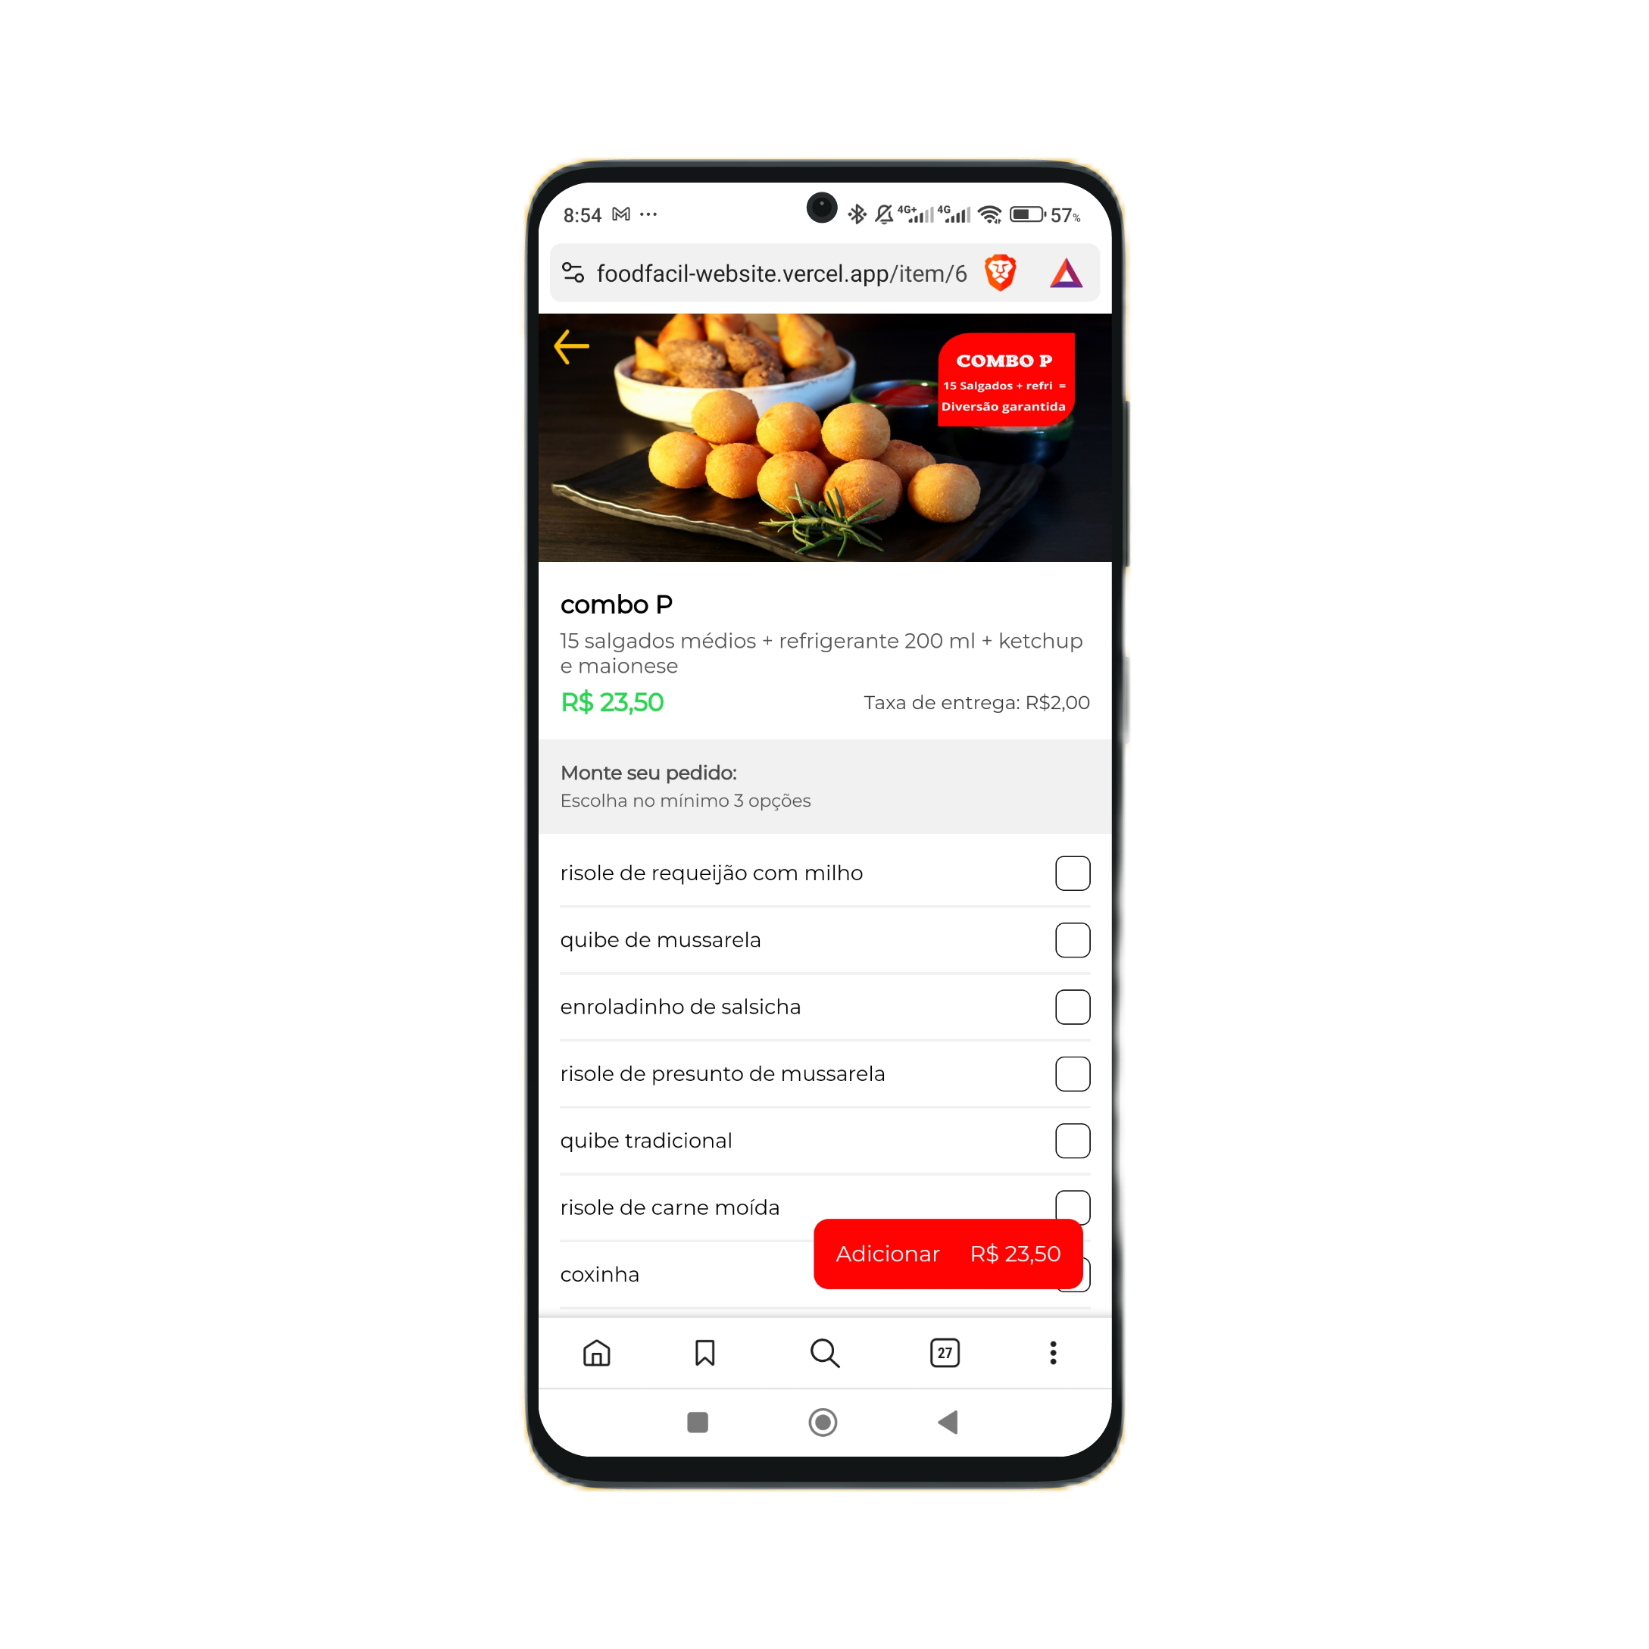 8:54
4G+
4G
57%
foodfacil-website.vercel.app/item/6
COMBO P
15 Salgados + refri =
Diversão garantida
combo P
15 salgados médios + refrigerante 200 ml + ketchup
e maionese
R$ 23,50 Taxa de entrega: R$2,00
Monte seu pedido:
Escolha no mínimo 3 opções
risole de requeijão com milho
quibe de mussarela
enroladinho de salsicha
risole de presunto de mussarela
quibe tradicional
risole de carne moída
Adicionar R$ 23,50
coxinha
27